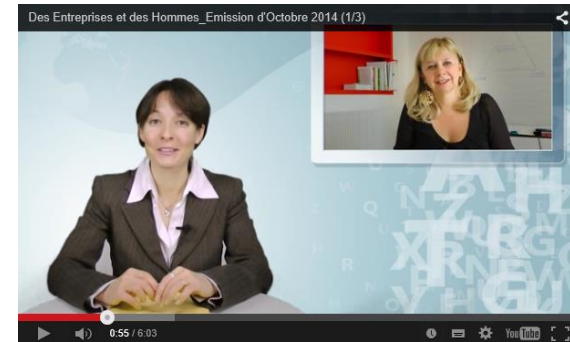 Des Entreprises et des Hommes_Emission d'Octobre 2014 (1/3)
0:55 / 6:03
YouTube